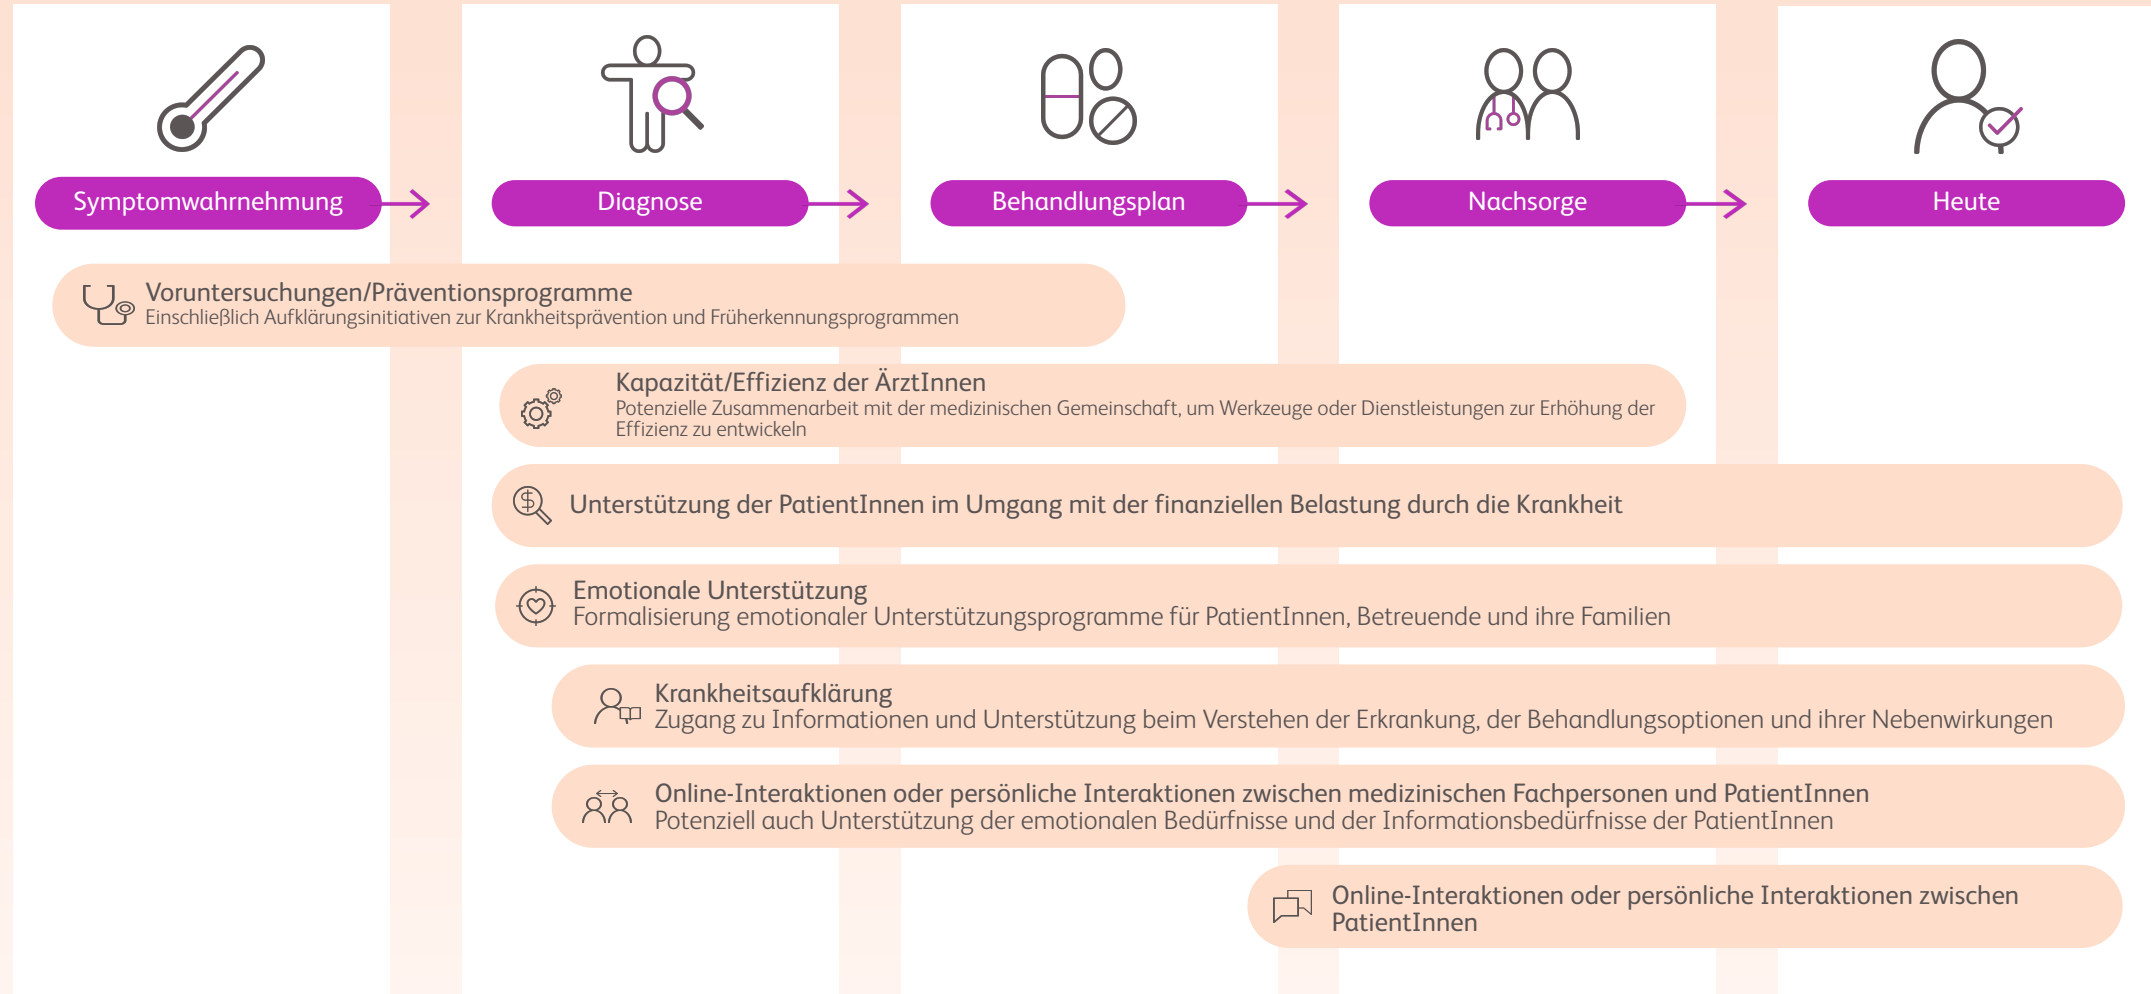 Symptomwahrnehmung
Diagnose
Behandlungsplan
Nachsorge
Heute
Voruntersuchungen/Präventionsprogramme
Einschließlich Aufklärungsinitiativen zur Krankheitsprävention und Früherkennungsprogrammen
Kapazität/Effizienz der ÄrztInnen
Potenzielle Zusammenarbeit mit der medizinischen Gemeinschaft, um Werkzeuge oder Dienstleistungen zur Erhöhung der
Effizienz zu entwickeln
Unterstützung der PatientInnen im Umgang mit der finanziellen Belastung durch die Krankheit
Emotionale Unterstützung
Formalisierung emotionaler Unterstützungsprogramme für PatientInnen, Betreuende und ihre Familien
Krankheitsaufklärung
Zugang zu Informationen und Unterstützung beim Verstehen der Erkrankung, der Behandlungsoptionen und ihrer Nebenwirkungen
Online-Interaktionen oder persönliche Interaktionen zwischen medizinischen Fachpersonen und PatientInnen
Potenziell auch Unterstützung der emotionalen Bedürfnisse und der Informationsbedürfnisse der PatientInnen
Online-Interaktionen oder persönliche Interaktionen zwischen
PatientInnen